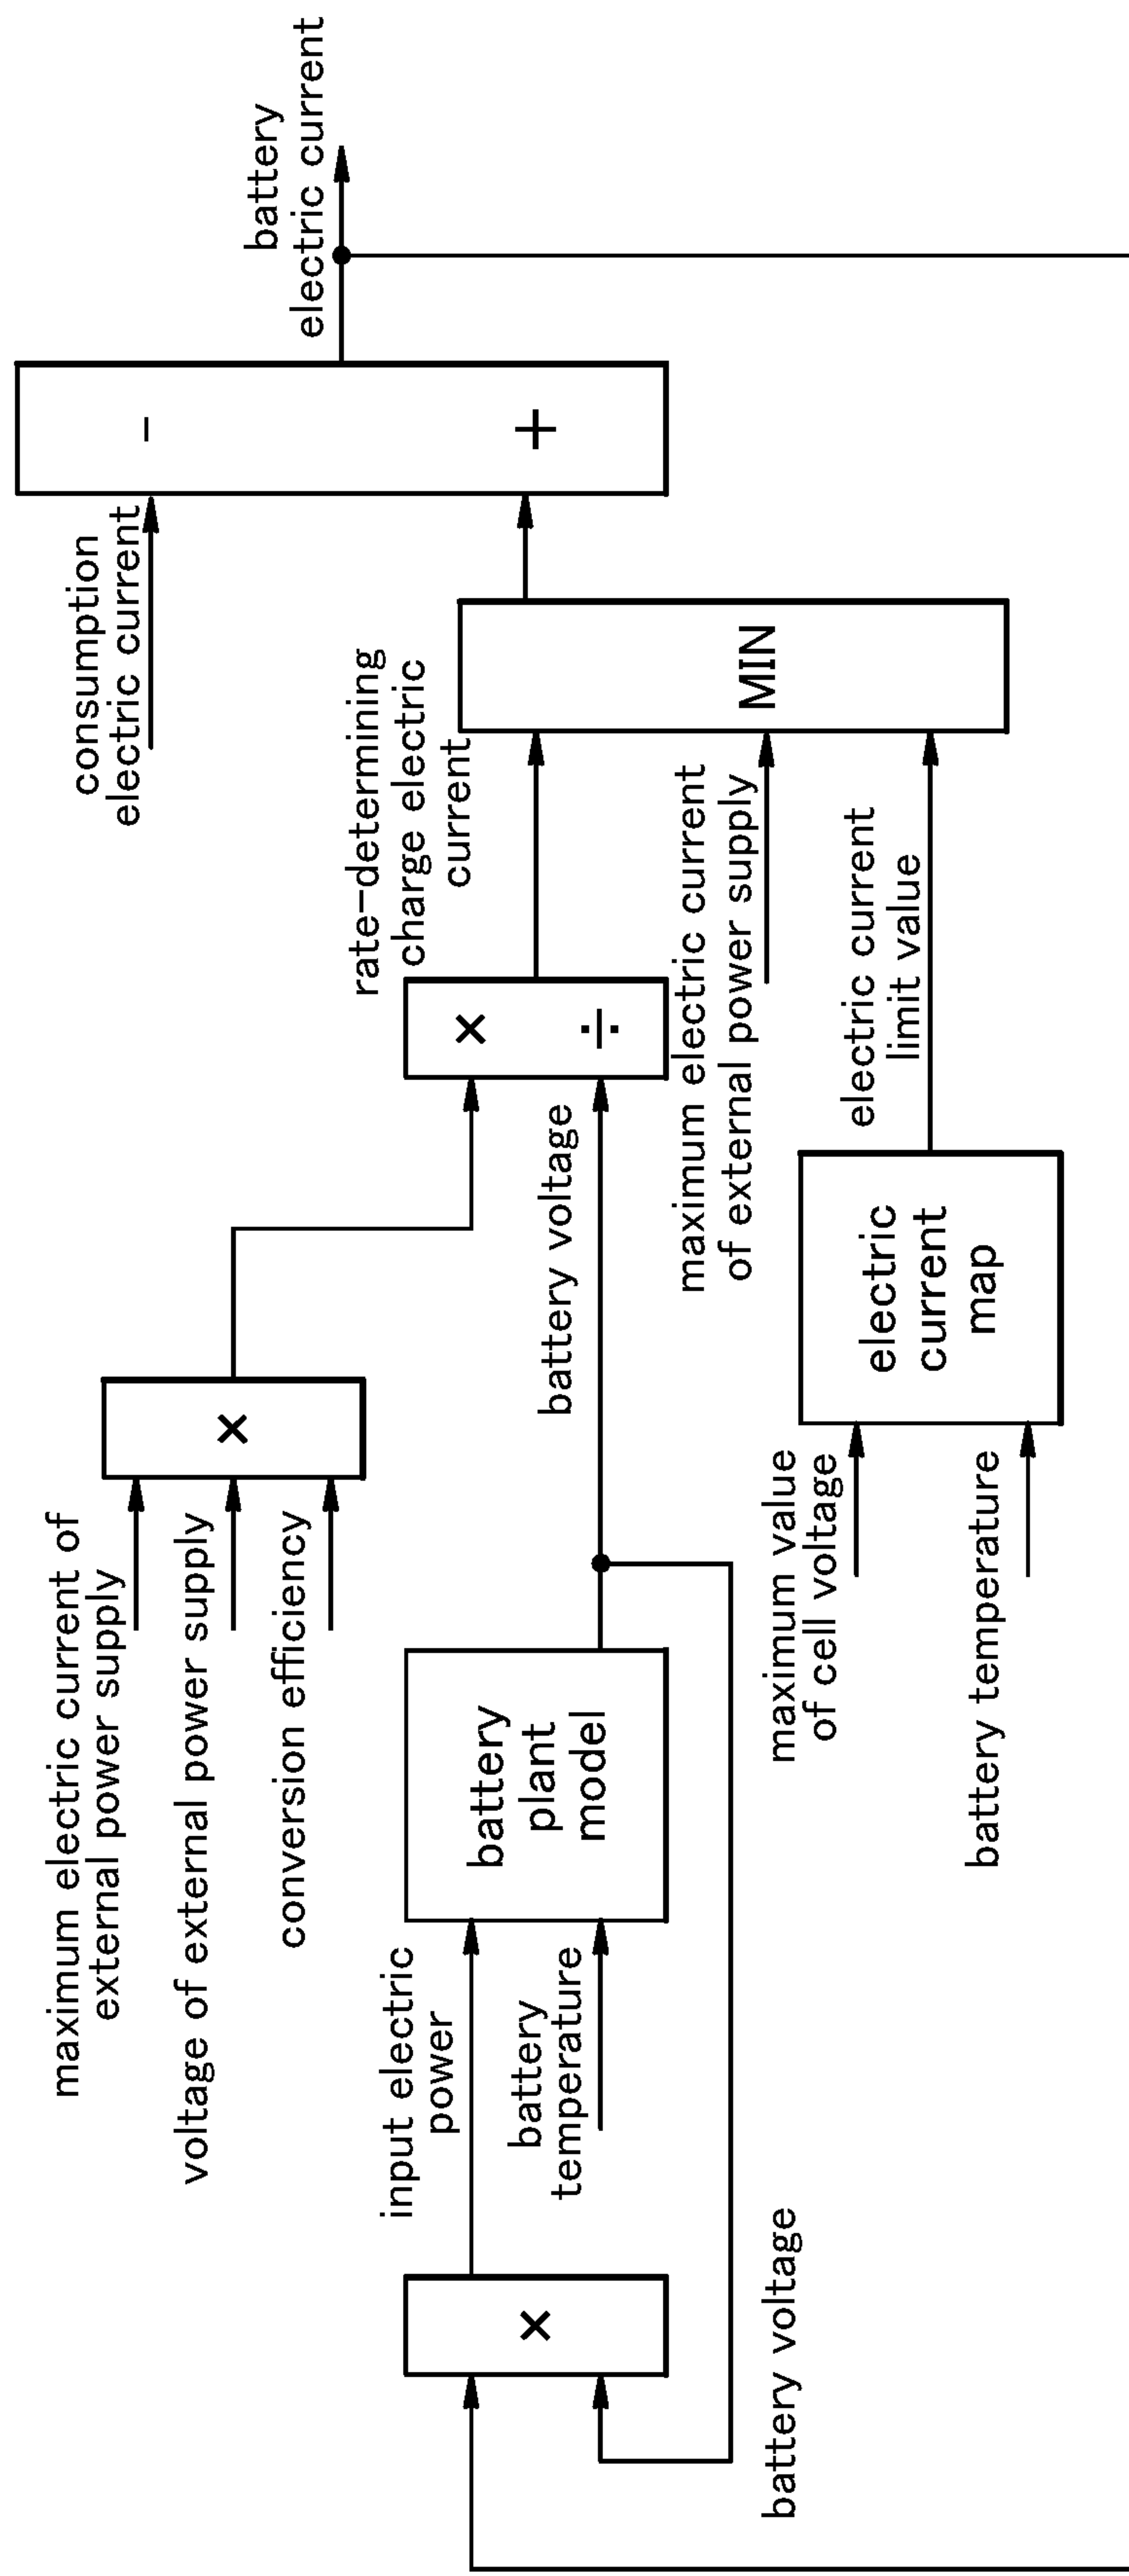 maximum electric current of
external power supply
voltage of external power supply
conversion efficiency
×
consumption
electric current
-
+
battery
electric current
input electric
power
battery
temperature
×
battery
plant
model
battery voltage
battery voltage
×
÷
rate-determining
charge electric
current
maximum electric current
of external power supply
MIN
maximum value
of cell voltage
battery temperature
electric
current
map
electric current
limit value